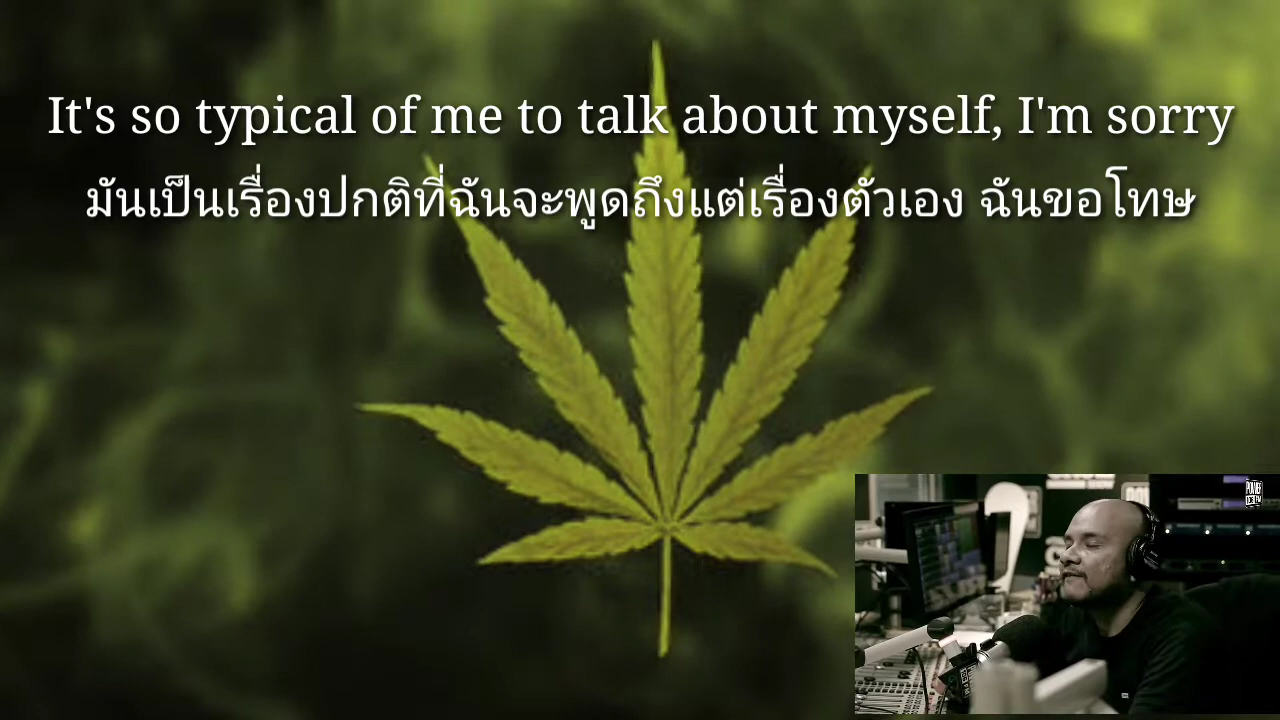 It's so typical of me to talk about myself, I'm sorry
มันเป็นเรื่องปกติที่ฉันจะพูดถึงแต่เรื่องตัวเอง ฉันขอโทษ